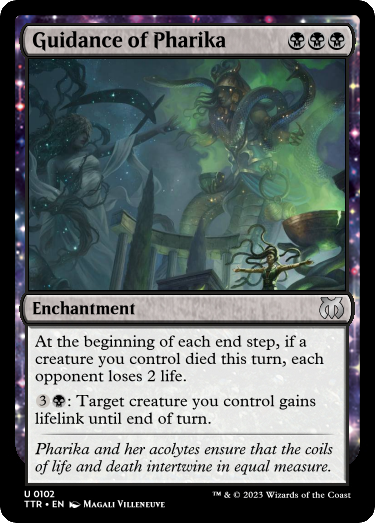 Guidance of Pharika
Enchantment
At the beginning of each end step, if a
creature you control died this turn, each
opponent loses 2 life.
3 : Target creature you control gains
lifelink until end of turn.
Pharika and her acolytes ensure that the coils
of life and death intertwine in equal measure.
U 0102
TTR • EN MAGALI VILLENEUVE
™ & © 2023 Wizards of the Coast